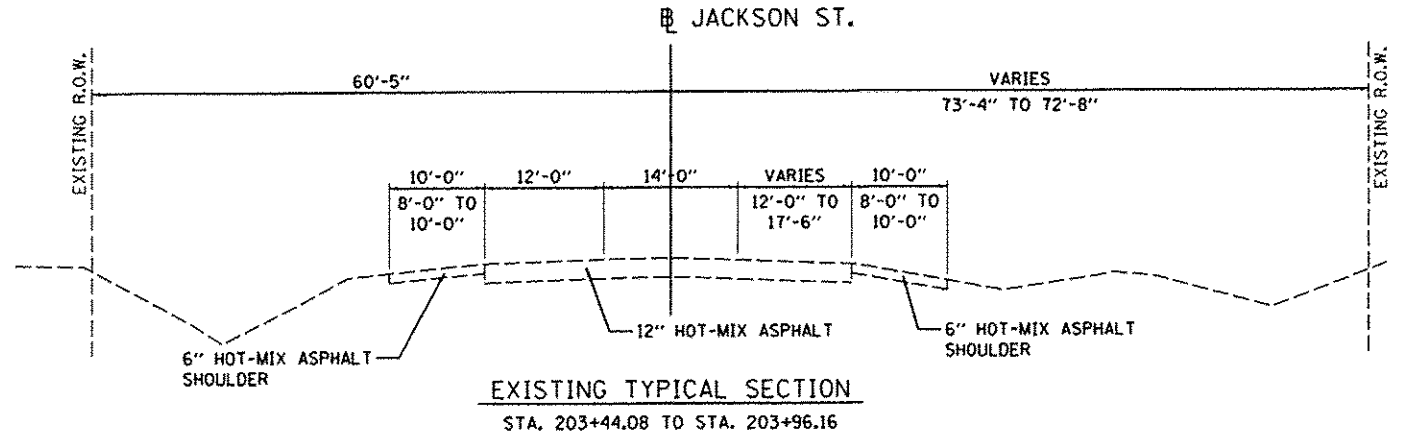 ℄ JACKSON ST.
EXISTING R.O.W.
60'-5"
VARIES
73'-4" TO 72'-8"
EXISTING R.O.W.
10'-0"
8'-0" TO
10'-0"
12'-0"
14'-0"
VARIES
12'-0" TO
17'-6"
10'-0"
8'-0" TO
10'-0"
6" HOT-MIX ASPHALT
SHOULDER
12" HOT-MIX ASPHALT
6" HOT-MIX ASPHALT
SHOULDER
EXISTING TYPICAL SECTION
STA. 203+44.08 TO STA. 203+96.16